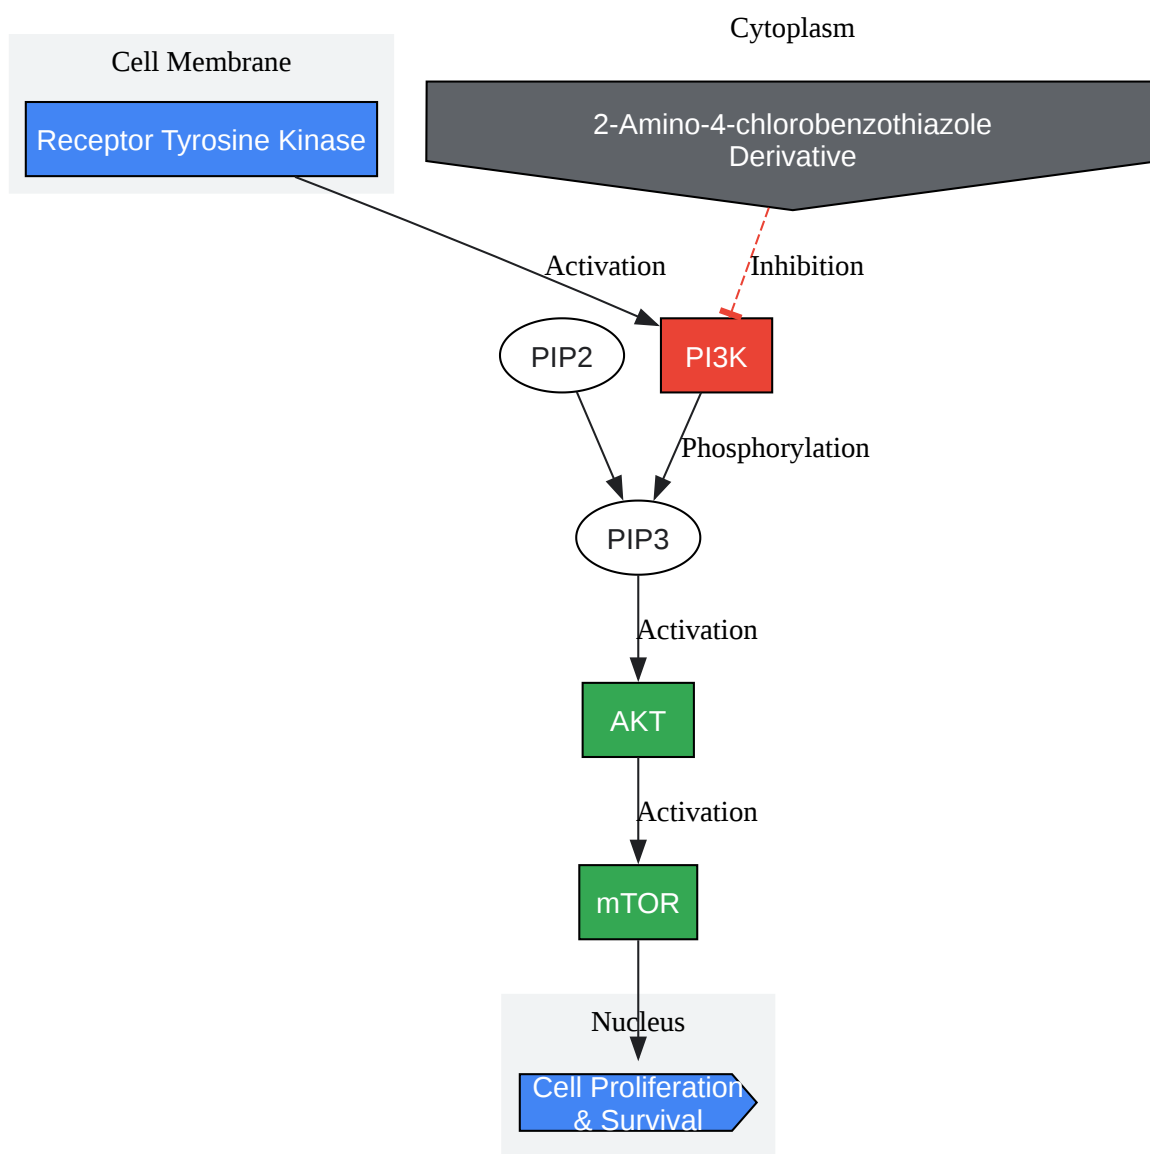 Cytoplasm
Cell Membrane
Receptor Tyrosine Kinase
2-Amino-4-chlorobenzothiazole
Derivative
Activation
Inhibition
PIP2
PI3K
Phosphorylation
PIP3
Activation
AKT
Activation
mTOR
Nucleus
Cell Proliferation
& Survival